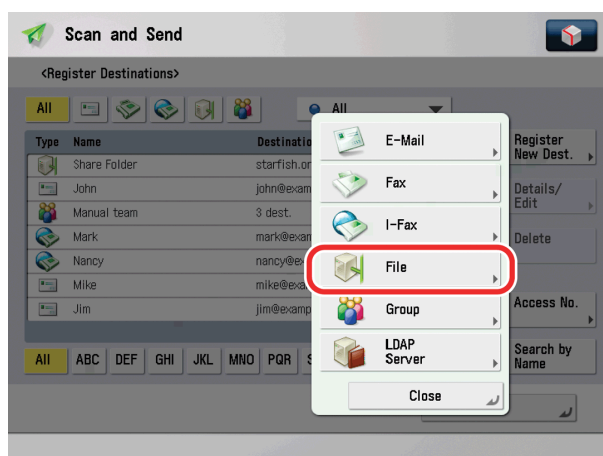 Scan and Send
<Register Destinations>
All
All
Type Name Destinatio
Share Folder starfish.or
John john@exam
Manual team 3 dest.
Mark mark@exam
Nancy nancy@ex
Mike mike@exa
Jim jim@examp
All ABC DEF GHI JKL MNO PQR S
E-Mail
Fax
I-Fax
File
Group
LDAP
Server
Close
Register
New Dest.
Details/
Edit
Delete
Access No.
Search by
Name